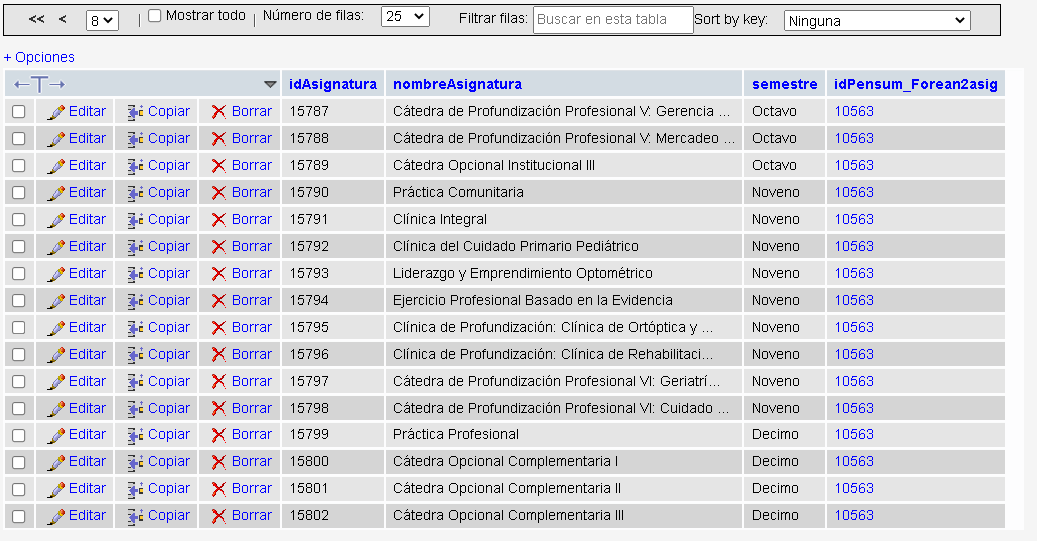 << < 8 | Mostrar todo | Número de filas: 25 Filtrar filas: Buscar en esta tabla Sort by key: Ninguna
+ Opciones
←T→ idAsignatura nombreAsignatura semestre idPensum_Forean2asig
Editar Copiar Borrar 15787 Cátedra de Profundización Profesional V: Gerencia ... Octavo 10563
Editar Copiar Borrar 15788 Cátedra de Profundización Profesional V: Mercadeo ... Octavo 10563
Editar Copiar Borrar 15789 Cátedra Opcional Institucional III Octavo 10563
Editar Copiar Borrar 15790 Práctica Comunitaria Noveno 10563
Editar Copiar Borrar 15791 Clínica Integral Noveno 10563
Editar Copiar Borrar 15792 Clínica del Cuidado Primario Pediátrico Noveno 10563
Editar Copiar Borrar 15793 Liderazgo y Emprendimiento Optométrico Noveno 10563
Editar Copiar Borrar 15794 Ejercicio Profesional Basado en la Evidencia Noveno 10563
Editar Copiar Borrar 15795 Clínica de Profundización: Clínica de Ortóptica y ... Noveno 10563
Editar Copiar Borrar 15796 Clínica de Profundización: Clínica de Rehabilitaci... Noveno 10563
Editar Copiar Borrar 15797 Cátedra de Profundización Profesional VI: Geriatrí... Noveno 10563
Editar Copiar Borrar 15798 Cátedra de Profundización Profesional VI: Cuidado ... Noveno 10563
Editar Copiar Borrar 15799 Práctica Profesional Decimo 10563
Editar Copiar Borrar 15800 Cátedra Opcional Complementaria I Decimo 10563
Editar Copiar Borrar 15801 Cátedra Opcional Complementaria II Decimo 10563
Editar Copiar Borrar 15802 Cátedra Opcional Complementaria III Decimo 10563